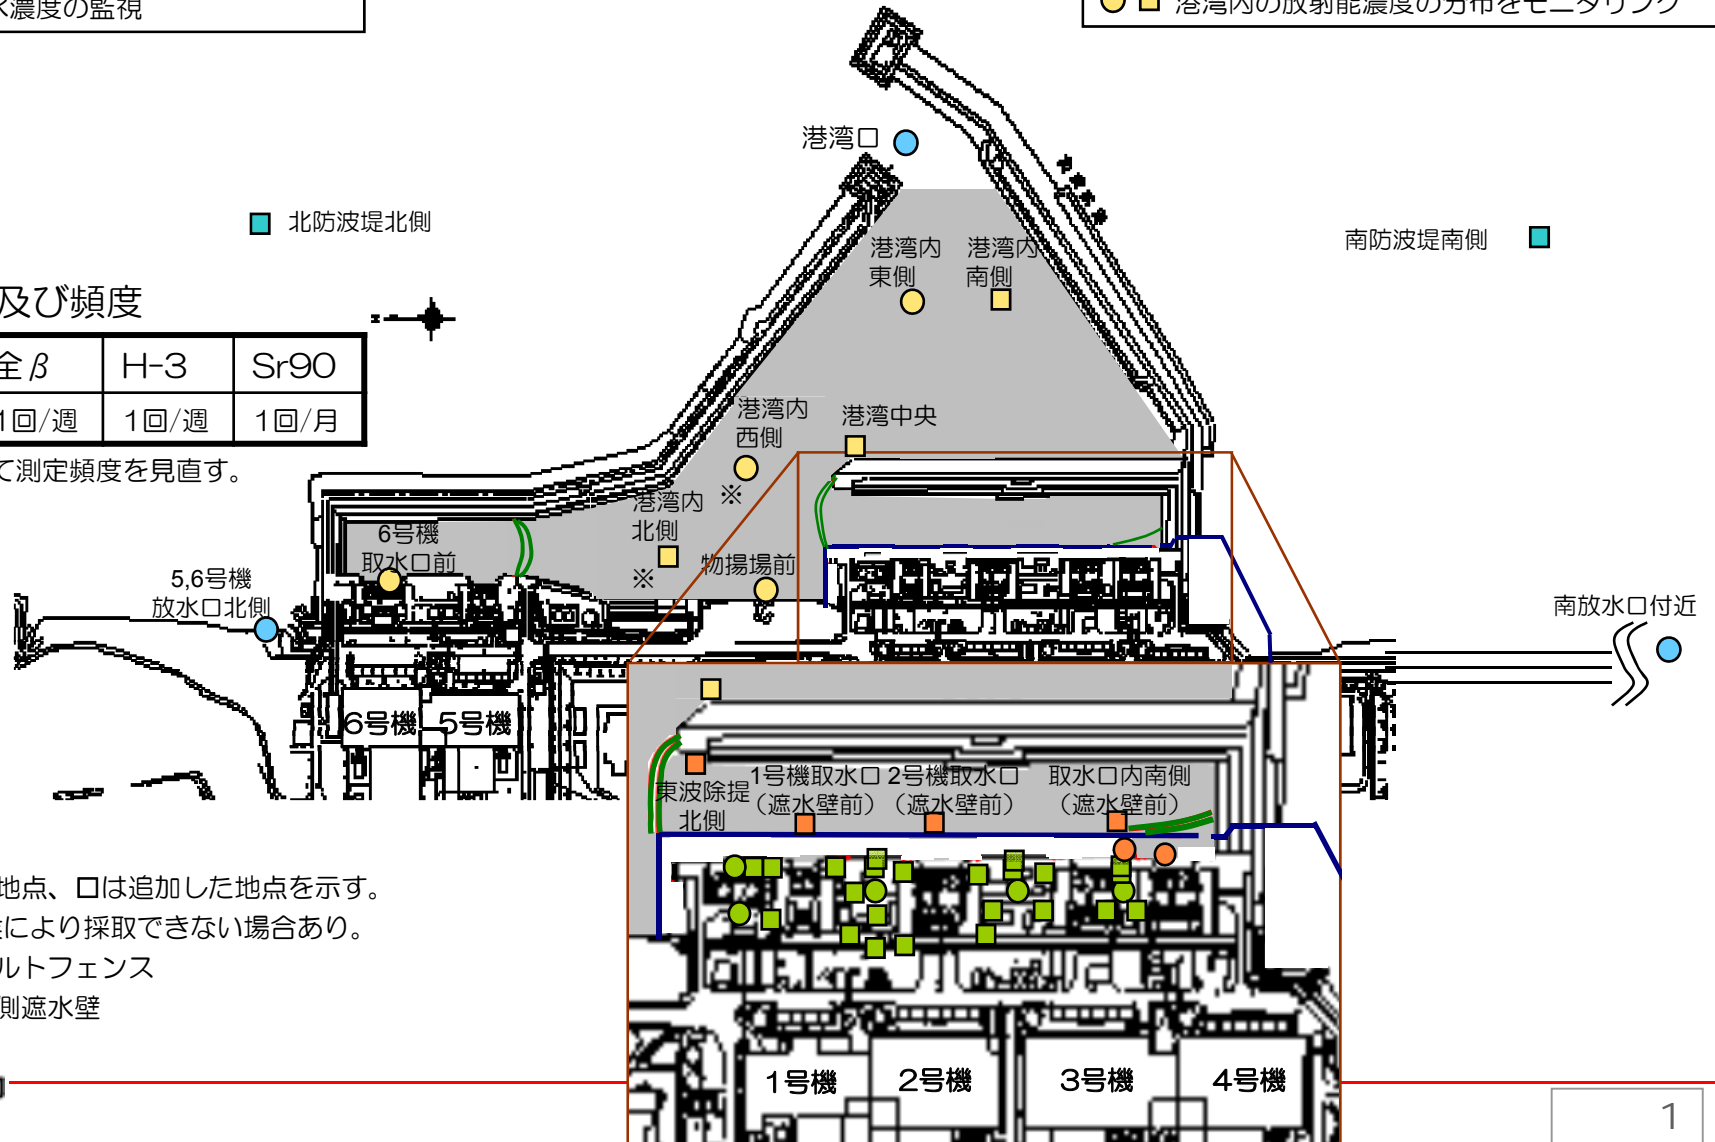 水濃度の監視
港湾内の放射能濃度の分布をモニタリング
港湾口
北防波堤北側
南防波堤南側
港湾内
東側
港湾内
南側
及び頻度
全β H-3 Sr90
1回/週 1回/週 1回/月
て測定頻度を見直す。
港湾内
西側
※
港湾中央
港湾内
北側
※
6号機
取水口前
物揚場前
5,6号機
放水口北側
南放水口付近
6号機 5号機
東波除提
北側
1号機取水口
（遮水壁前）
2号機取水口
（遮水壁前）
取水口内南側
（遮水壁前）
地点、口は追加した地点を示す。
により採取できない場合あり。
ルトフェンス
側遮水壁
1号機 2号機 3号機 4号機
1